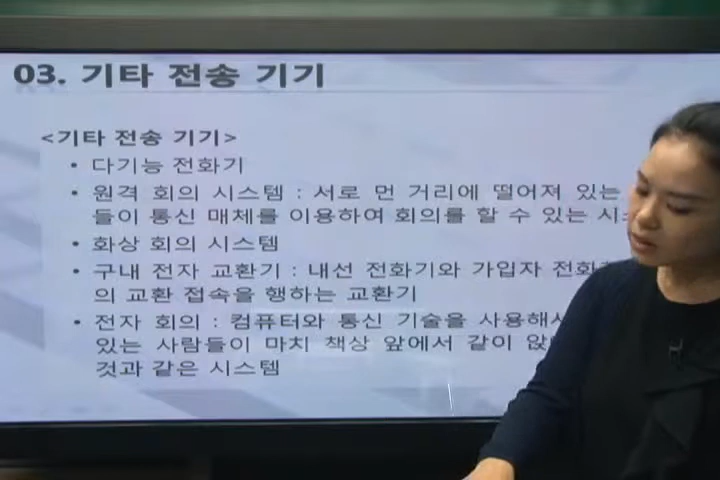 03. 기타 전송 기기
<기타 전송 기기>
• 다기능 전화기
• 원격 회의 시스템 : 서로 먼 거리에 떨어져 있는
들이 통신 매체를 이용하여 회의를 할 수 있는
• 화상 회의 시스템
• 구내 전자 교환기 : 내선 전화기와 가입자
의 교환 접속을 행하는 교환기
• 전자 회의 : 컴퓨터와 통신 기술을
있는 사람들이 마치 책상 앞에서 같이
것과 같은 시스템